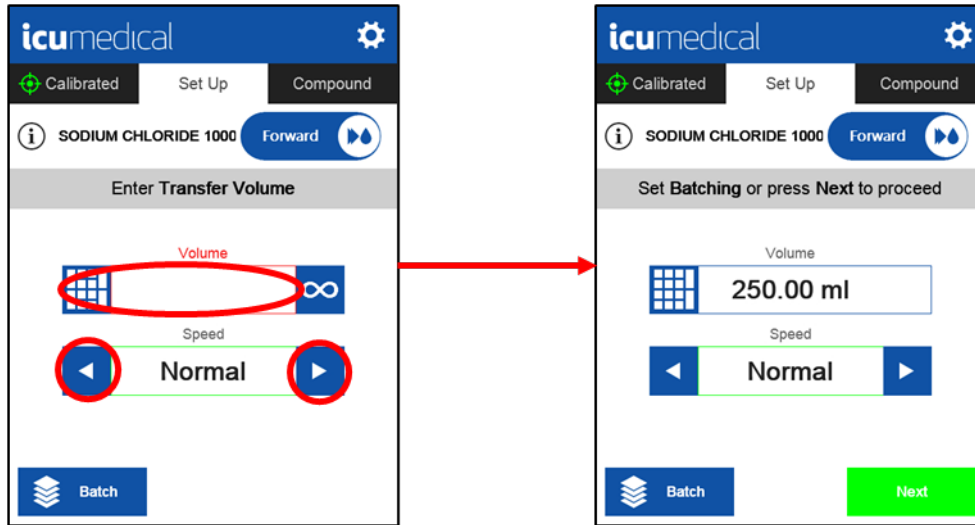 icumedical
Calibrated Set Up Compound
SODIUM CHLORIDE 1000 Forward
Enter Transfer Volume
Volume
Speed
Normal
Batch
icumedical
Calibrated Set Up Compound
SODIUM CHLORIDE 1000 Forward
Set Batching or press Next to proceed
Volume
250.00 ml
Speed
Normal
Batch Next